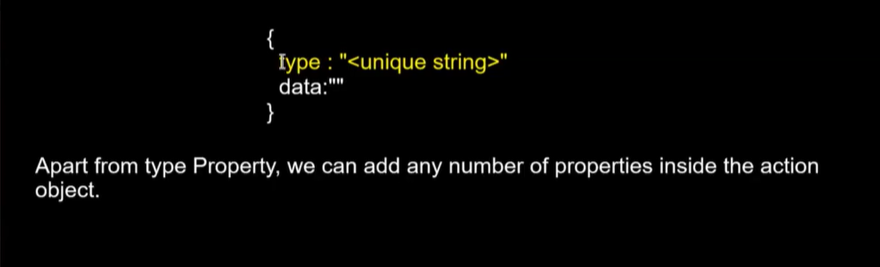 {
type : "<unique string>"
data:""
}
Apart from type Property, we can add any number of properties inside the action
object.